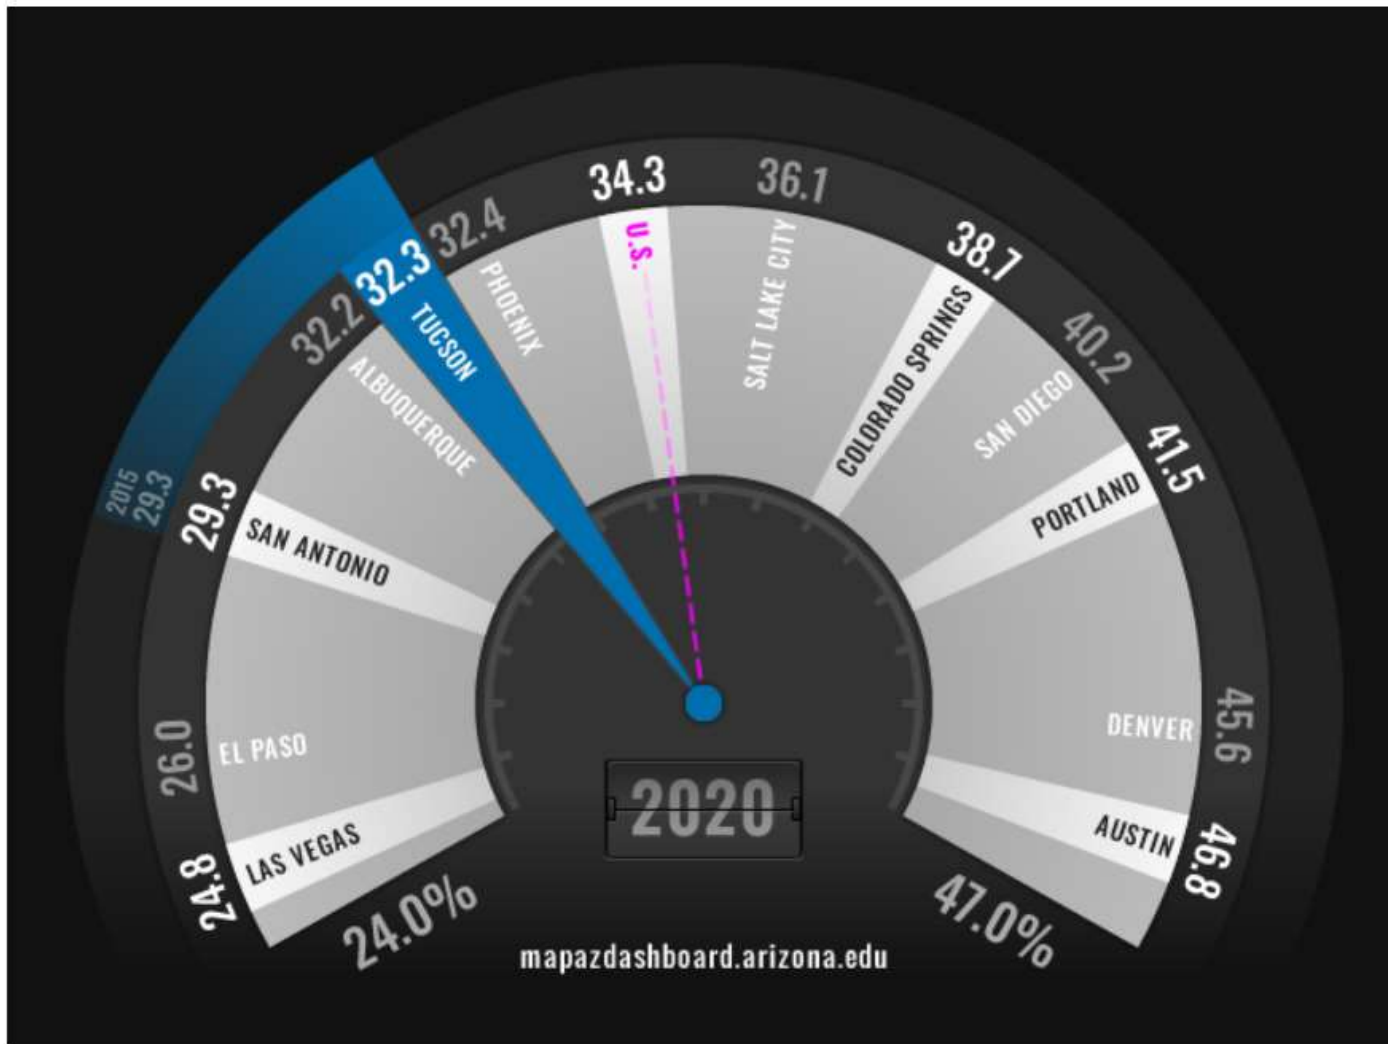 24.8
LAS VEGAS
26.0
EL PASO
29.3
SAN ANTONIO
2015
29.3
32.2
ALBUQUERQUE
32.3
TUCSON
32.4
PHOENIX
34.3
U.S.
36.1
SALT LAKE CITY
38.7
COLORADO SPRINGS
40.2
SAN DIEGO
41.5
PORTLAND
45.6
DENVER
46.8
AUSTIN
24.0%
2020
47.0%
mapazdashboard.arizona.edu